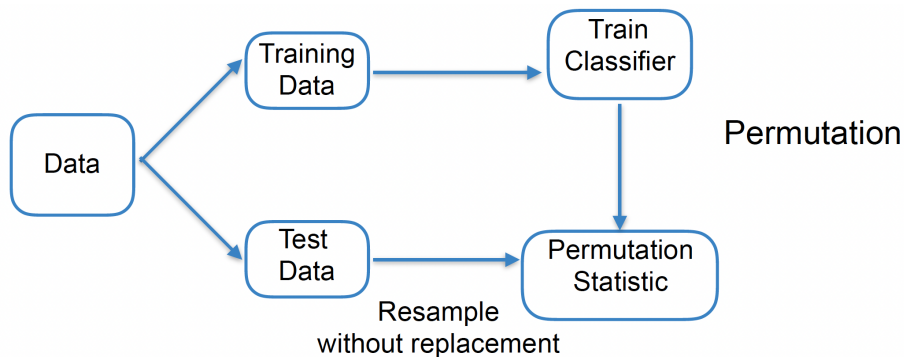 Data
Training
Data
Train
Classifier
Permutation
Test
Data
Permutation
Statistic
Resample
without replacement